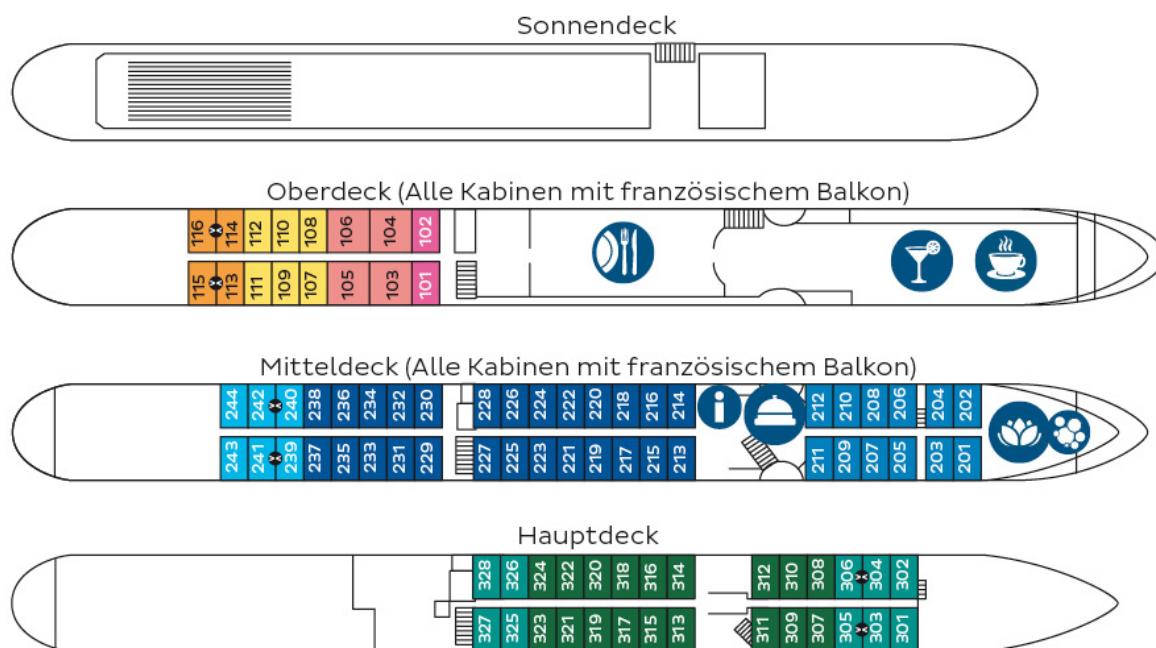 Sonnendeck
Oberdeck (Alle Kabinen mit französischem Balkon)
116 114 112 110 108 106 104 102
115 113 111 109 107 105 103 101
Mitteldeck (Alle Kabinen mit französischem Balkon)
244 242 240 238 236 234 232 230 228 226 224 222 220 218 216 214 i 212 210 208 206 204 202
243 241 239 237 235 233 231 229 227 225 223 221 219 217 215 213 211 209 207 205 203 201
Hauptdeck
328 326 324 322 320 318 316 314 312 310 308 306 304 302
327 325 323 321 319 317 315 313 311 309 307 305 303 301